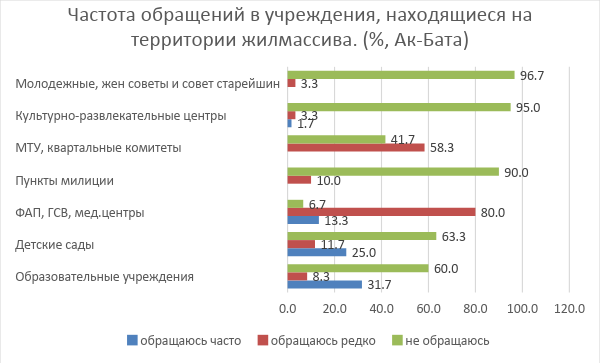 Частота обращений в учреждения, находящиеся на
территории жилмассива. (%, Ак-Бата)
Молодежные, жен советы и совет старейшин
96.7
3.3
Культурно-развлекательные центры
95.0
3.3
1.7
МТУ, квартальные комитеты
41.7
58.3
Пункты милиции
90.0
10.0
ФАП, ГСВ, мед.центры
6.7
80.0
13.3
Детские сады
63.3
11.7
25.0
Образовательные учреждения
60.0
8.3
31.7
0.0 20.0 40.0 60.0 80.0 100.0 120.0
обращаюсь часто обращаюсь редко не обращаюсь